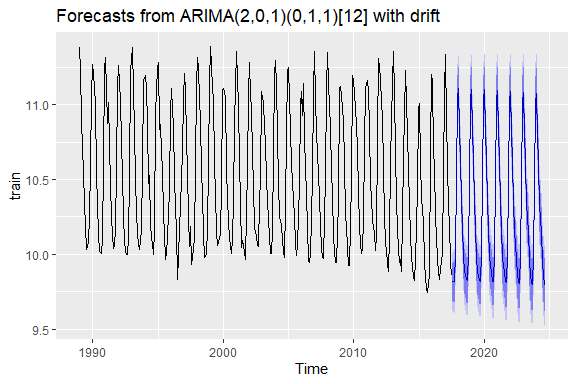 Forecasts from ARIMA(2,0,1)(0,1,1)[12] with drift
train
11.0
10.5
10.0
9.5
1990
2000
2010
2020
Time